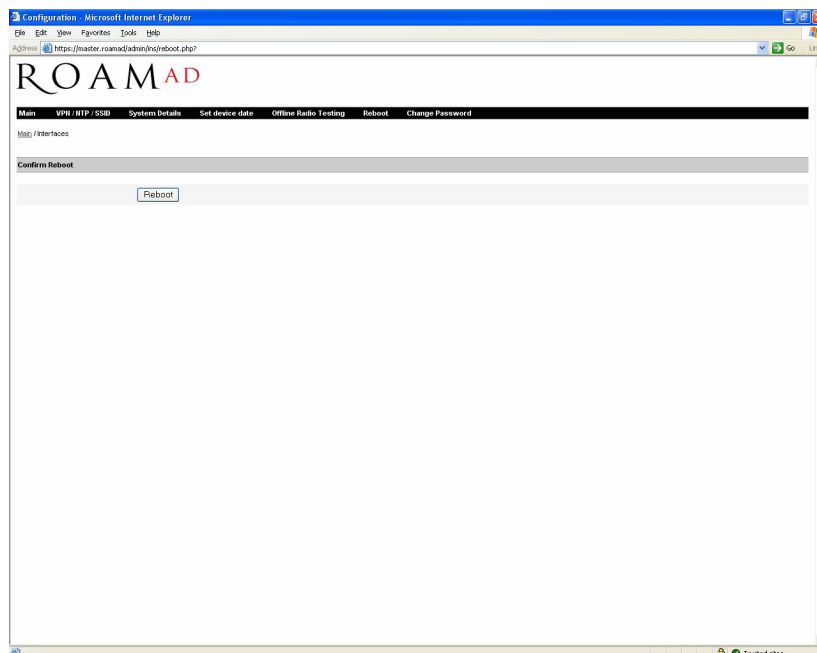 Configuration - Microsoft Internet Explorer
File Edit View Favorites Tools Help
Address https://master.roamad/admin/ins/reboot.php? Go
ROAMAD
Main VPN / NTP / SSID System Details Set device date Offline Radio Testing Reboot Change Password
Main / Interfaces
Confirm Reboot
Reboot
Trusted sites